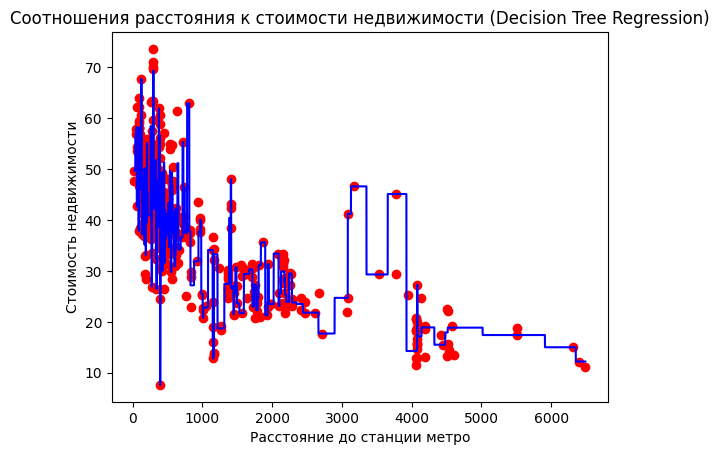 Соотношения расстояния к стоимости недвижимости (Decision Tree Regression)
Стоимость недвижимости
70
60
50
40
30
20
10
0 1000 2000 3000 4000 5000 6000
Расстояние до станции метро